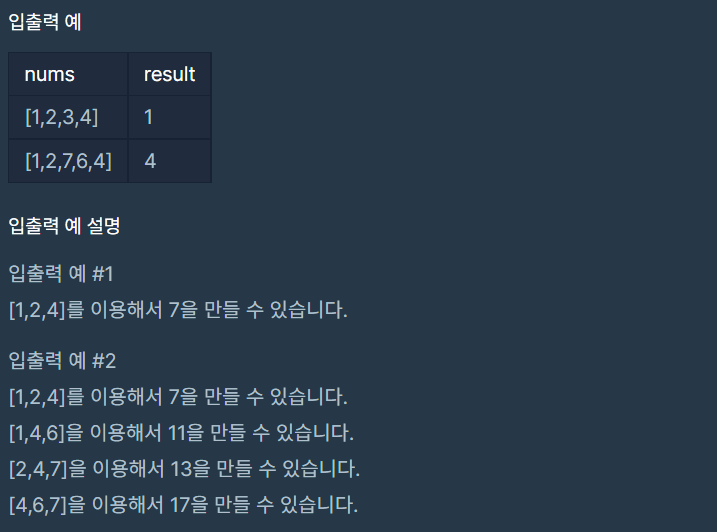 입출력 예
nums result
[1,2,3,4] 1
[1,2,7,6,4] 4
입출력 예 설명
입출력 예 #1
[1,2,4]를 이용해서 7을 만들 수 있습니다.
입출력 예 #2
[1,2,4]를 이용해서 7을 만들 수 있습니다.
[1,4,6]을 이용해서 11을 만들 수 있습니다.
[2,4,7]을 이용해서 13을 만들 수 있습니다.
[4,6,7]을 이용해서 17을 만들 수 있습니다.